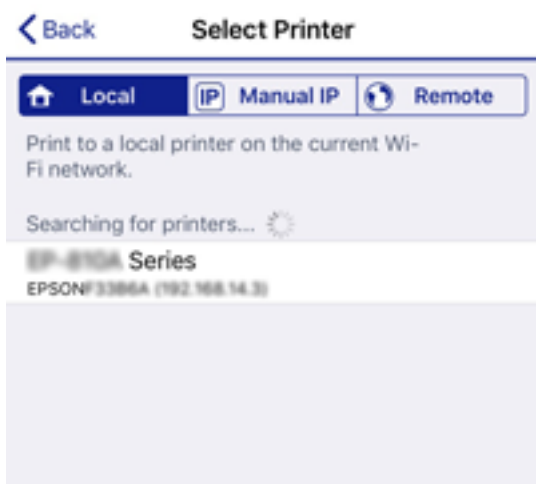 Back
Select Printer
Local
IP Manual IP
Remote
Print to a local printer on the current Wi-
Fi network.
Searching for printers...
Series
EPSON